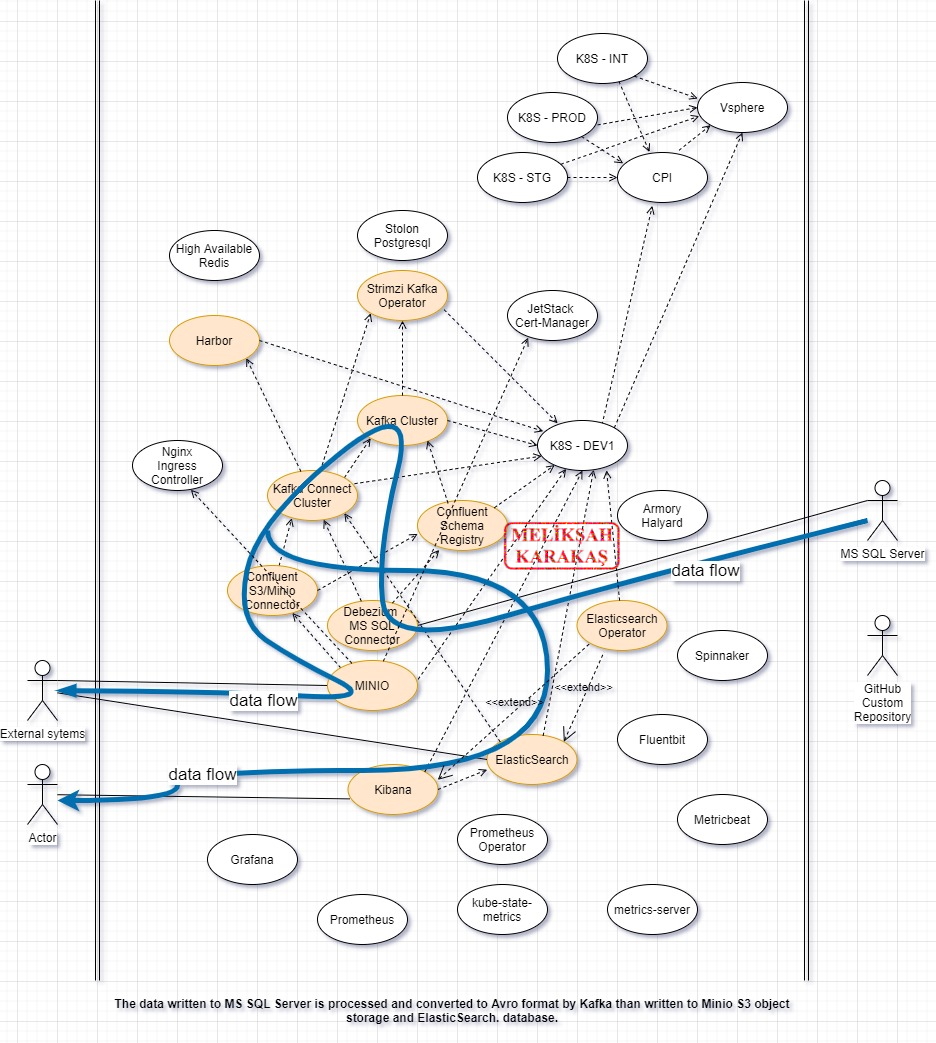 K8S - INT
Vsphere
K8S - PROD
K8S - STG
CPI
Stolon
Postgresql
High Available
Redis
Strimzi Kafka
Operator
JetStack
Cert-Manager
Harbor
Kafka Cluster
K8S - DEV1
Nginx
Ingress
Controller
Kafka Connect
Cluster
Confluent
Schema
Registry
Armory
Halyard
MELİKŞAH
KARAKAŞ
MS SQL Server
data flow
Confluent
S3/Minio
Connector
Debezium
MS SQL
Connector
Elasticsearch
Operator
Spinnaker
GitHub
Custom
Repository
MINIO
<<extend>>
<<extend>>
data flow
External sytems
Fluentbit
ElasticSearch
data flow
Kibana
Actor
Metricbeat
Prometheus
Operator
Grafana
kube-state-
metrics
metrics-server
Prometheus
The data written to MS SQL Server is processed and converted to Avro format by Kafka than written to Minio S3 object
storage and ElasticSearch. database.